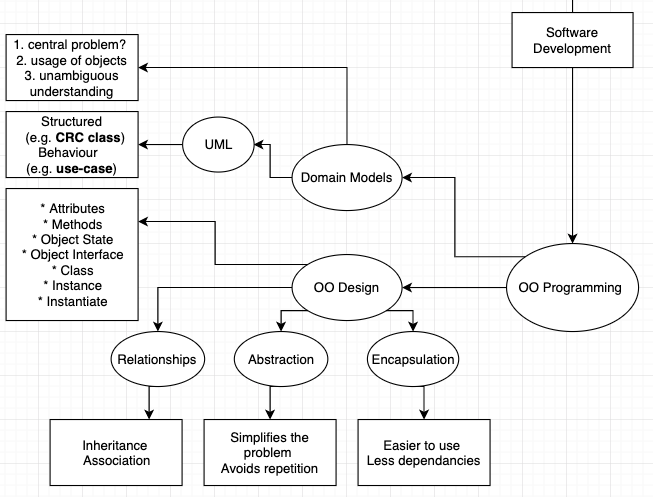 Software
Development
1. central problem?
2. usage of objects
3. unambiguous
understanding
Structured
(e.g. CRC class)
Behaviour
(e.g. use-case)
UML
Domain Models
* Attributes
* Methods
* Object State
* Object Interface
* Class
* Instance
* Instantiate
OO Design
OO Programming
Relationships
Abstraction
Encapsulation
Inheritance
Association
Simplifies the
problem
Avoids repetition
Easier to use
Less dependancies